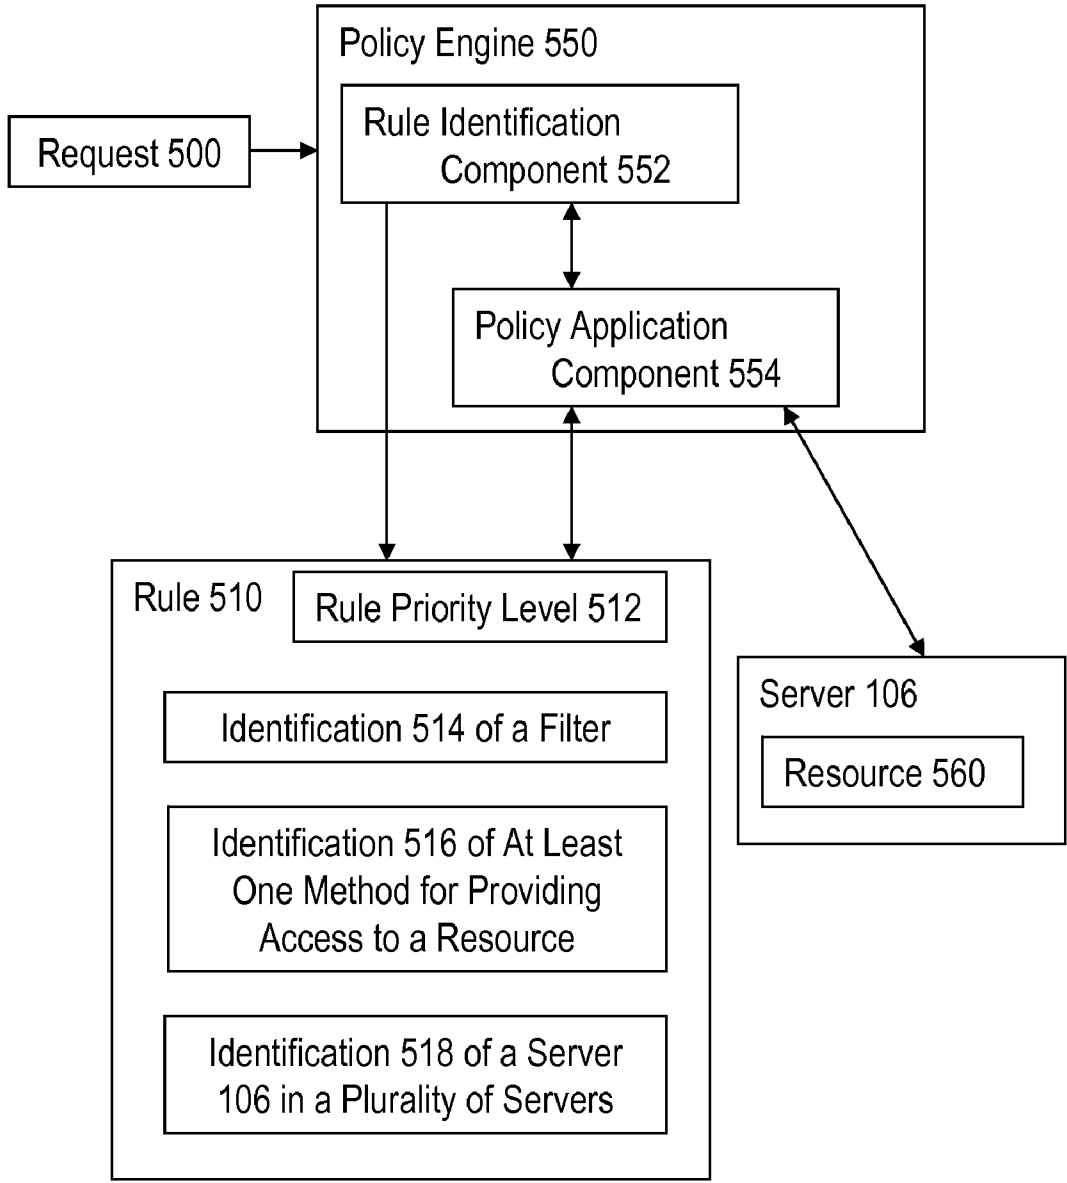 Policy Engine 550
Rule Identification
Component 552
Request 500
Policy Application
Component 554
Rule 510
Rule Priority Level 512
Identification 514 of a Filter
Identification 516 of At Least
One Method for Providing
Access to a Resource
Identification 518 of a Server
106 in a Plurality of Servers
Server 106
Resource 560